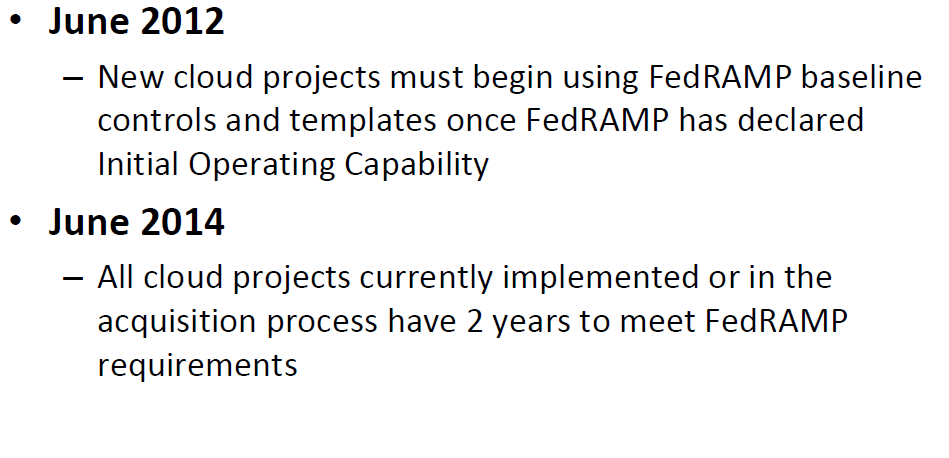 • June 2012
– New cloud projects must begin using FedRAMP baseline
controls and templates once FedRAMP has declared
Initial Operating Capability
• June 2014
– All cloud projects currently implemented or in the
acquisition process have 2 years to meet FedRAMP
requirements